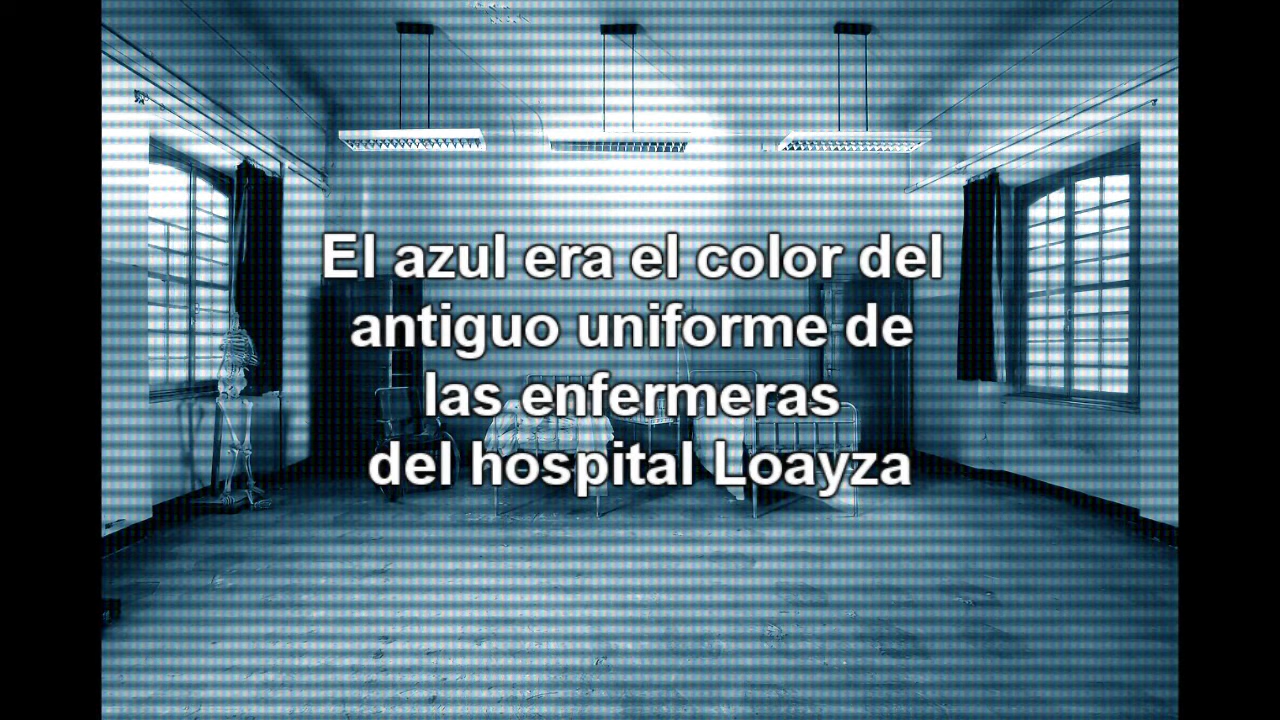 El azul era el color del
antiguo uniforme de
las enfermeras
del hospital Loayza